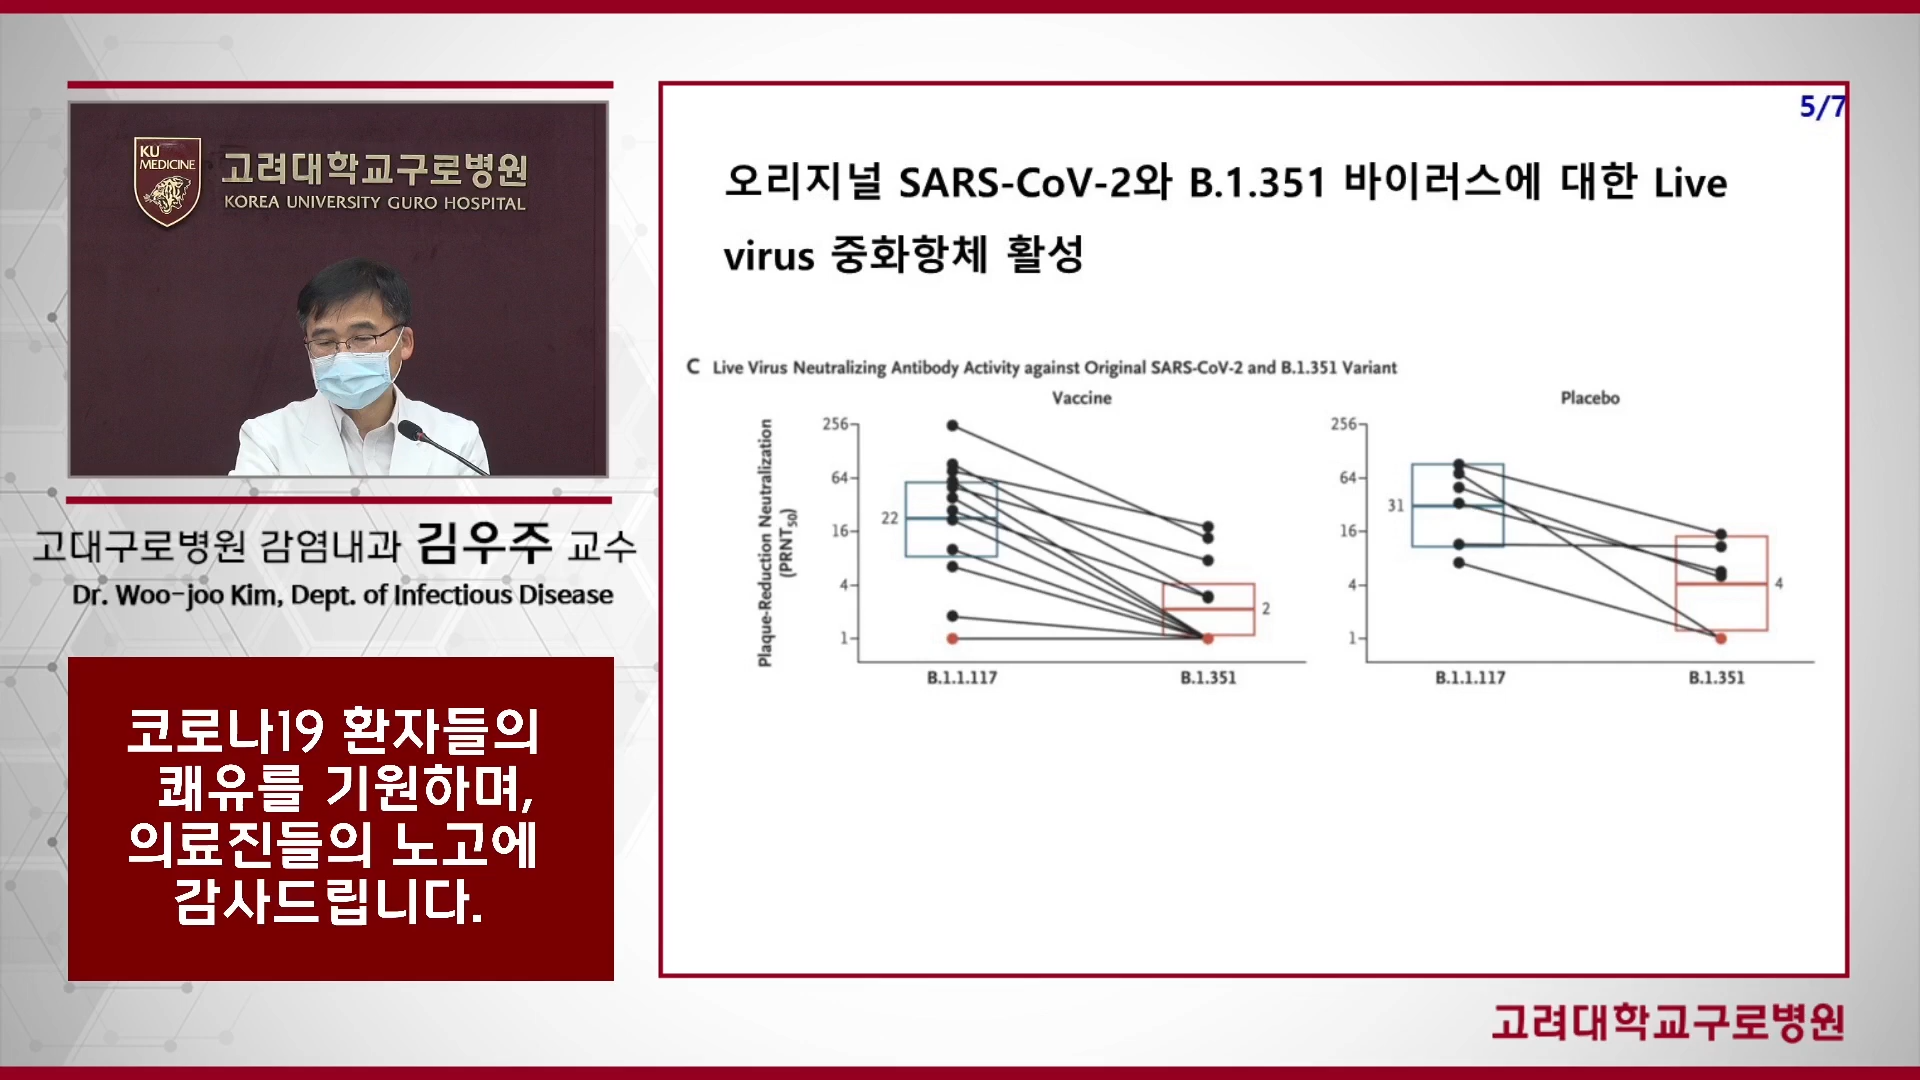 5/7
KU
MEDICINE
고려대학교구로병원
KOREA UNIVERSITY GURO HOSPITAL
오리지널 SARS-CoV-2와 B.1.351 바이러스에 대한 Live
virus 중화항체 활성
C Live Virus Neutralizing Antibody Activity against Original SARS-CoV-2 and B.1.351 Variant
Vaccine
Plaque-Reduction Neutralization
(PRNT50)
256
64
16
4
1
22
2
B.1.1.117
B.1.351
Placebo
256
64
16
4
1
31
4
B.1.1.117
B.1.351
고대구로병원 감염내과 김우주 교수
Dr. Woo-joo Kim, Dept. of Infectious Disease
코로나19 환자들의
쾌유를 기원하며,
의료진들의 노고에
감사드립니다.
고려대학교구로병원